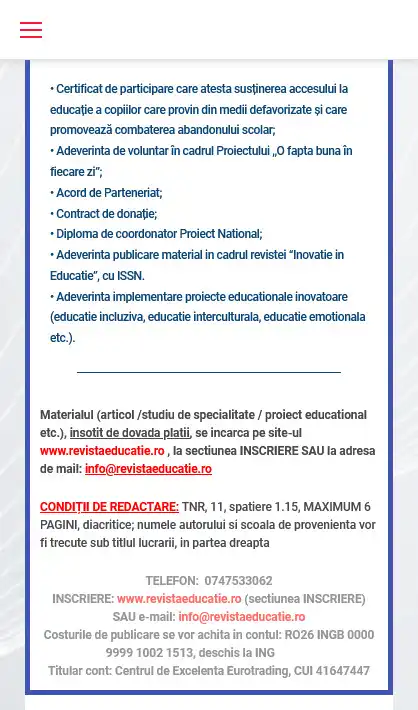 • Certificat de participare care atesta susținerea accesului la
educație a copiilor care provin din medii defavorizate și care
promovează combaterea abandonului scolar;
• Adeverinta de voluntar în cadrul Proiectului „O fapta buna în
fiecare zi”;
• Acord de Parteneriat;
• Contract de donație;
• Diploma de coordonator Proiect National;
• Adeverinta publicare material in cadrul revistei “Inovatie in
Educatie”, cu ISSN.
• Adeverinta implementare proiecte educationale inovatoare
(educatie incluziva, educatie interculturala, educatie emotionala
etc.).
Materialul (articol /studiu de specialitate / proiect educational
etc.), insotit de dovada platii, se incarca pe site-ul
www.revistaeducatie.ro , la sectiunea INSCRIERE SAU la adresa
de mail: info@revistaeducatie.ro
CONDIȚII DE REDACTARE: TNR, 11, spatiere 1.15, MAXIMUM 6
PAGINI, diacritice; numele autorului si scoala de provenienta vor
fi trecute sub titlul lucrarii, in partea dreapta
TELEFON: 0747533062
INSCRIERE: www.revistaeducatie.ro (sectiunea INSCRIERE)
SAU e-mail: info@revistaeducatie.ro
Costurile de publicare se vor achita in contul: RO26 INGB 0000
9999 1002 1513, deschis la ING
Titular cont: Centrul de Excelenta Eurotrading, CUI 41647447